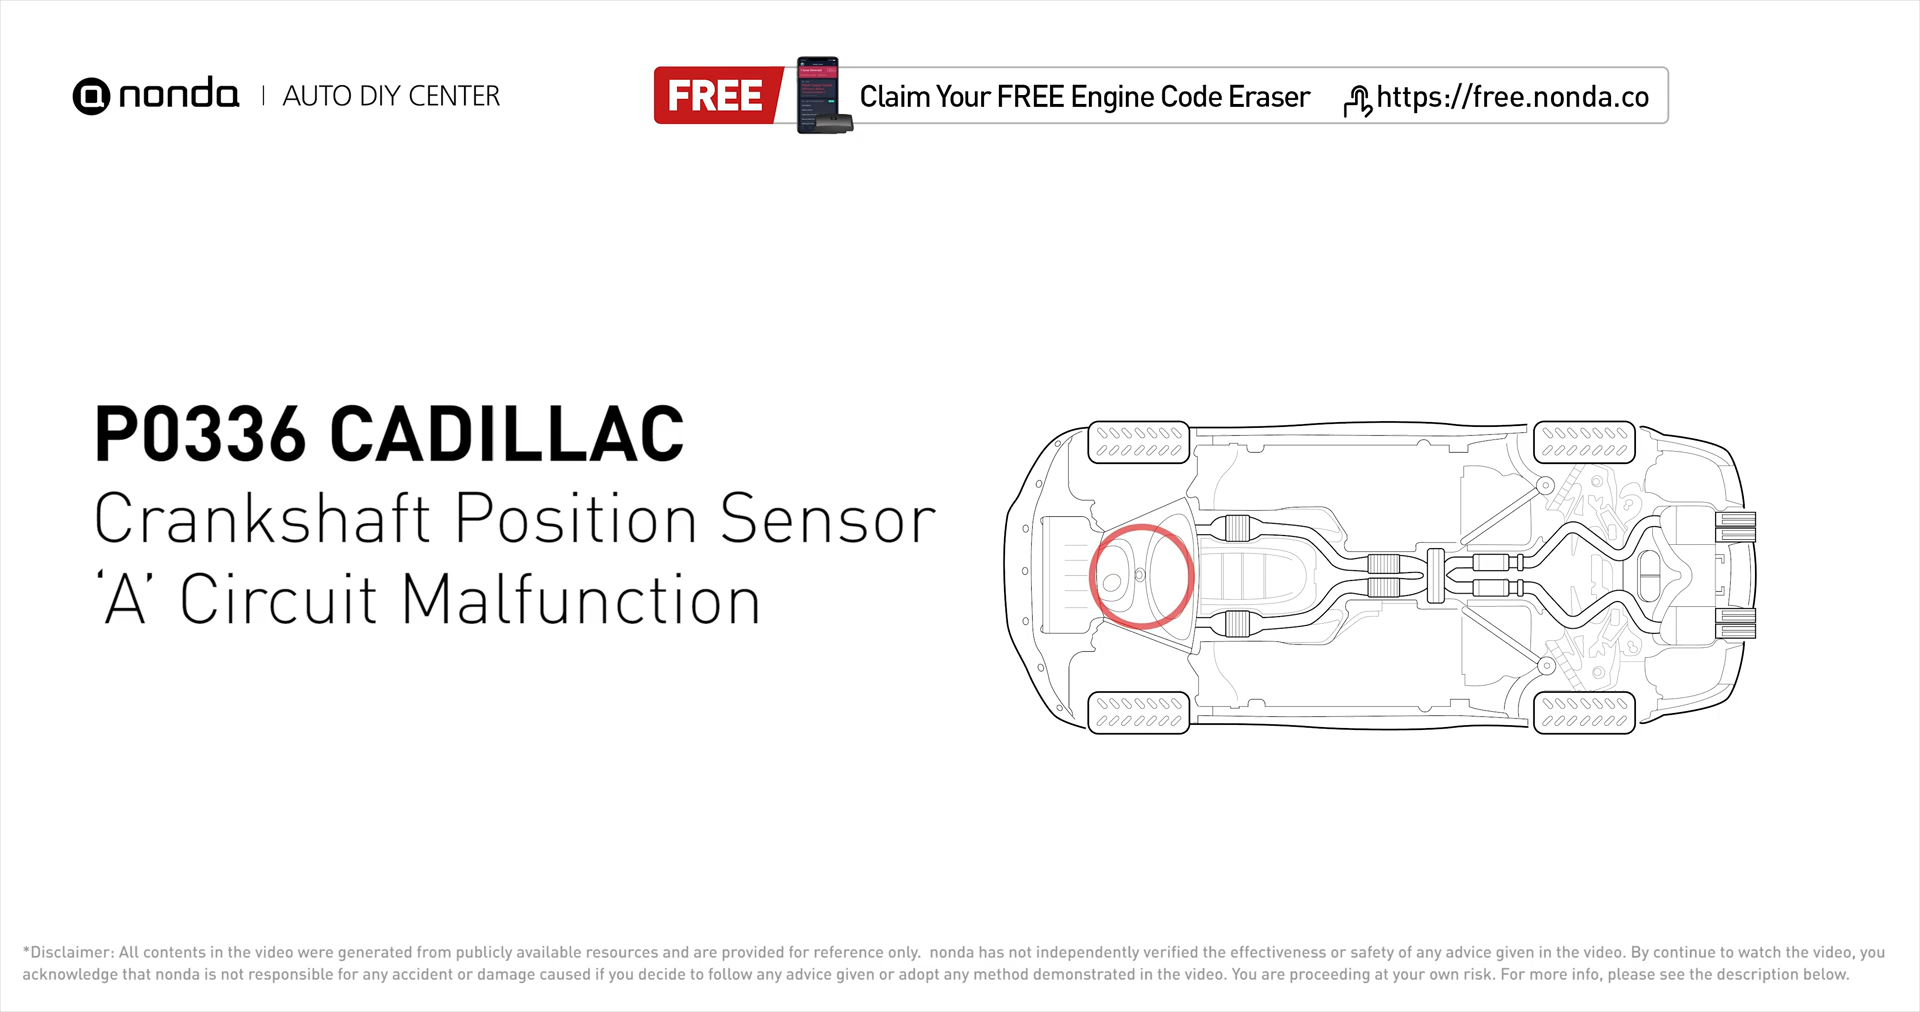 nonda | AUTO DIY CENTER
FREE Claim Your FREE Engine Code Eraser https://free.nonda.co
P0336 CADILLAC
Crankshaft Position Sensor
‘A’ Circuit Malfunction
*Disclaimer: All contents in the video were generated from publicly available resources and are provided for reference only. nonda has not independently verified the effectiveness or safety of any advice given in the video. By continue to watch the video, you
acknowledge that nonda is not responsible for any accident or damage caused if you decide to follow any advice given or adopt any method demonstrated in the video. You are proceeding at your own risk. For more info, please see the description below.